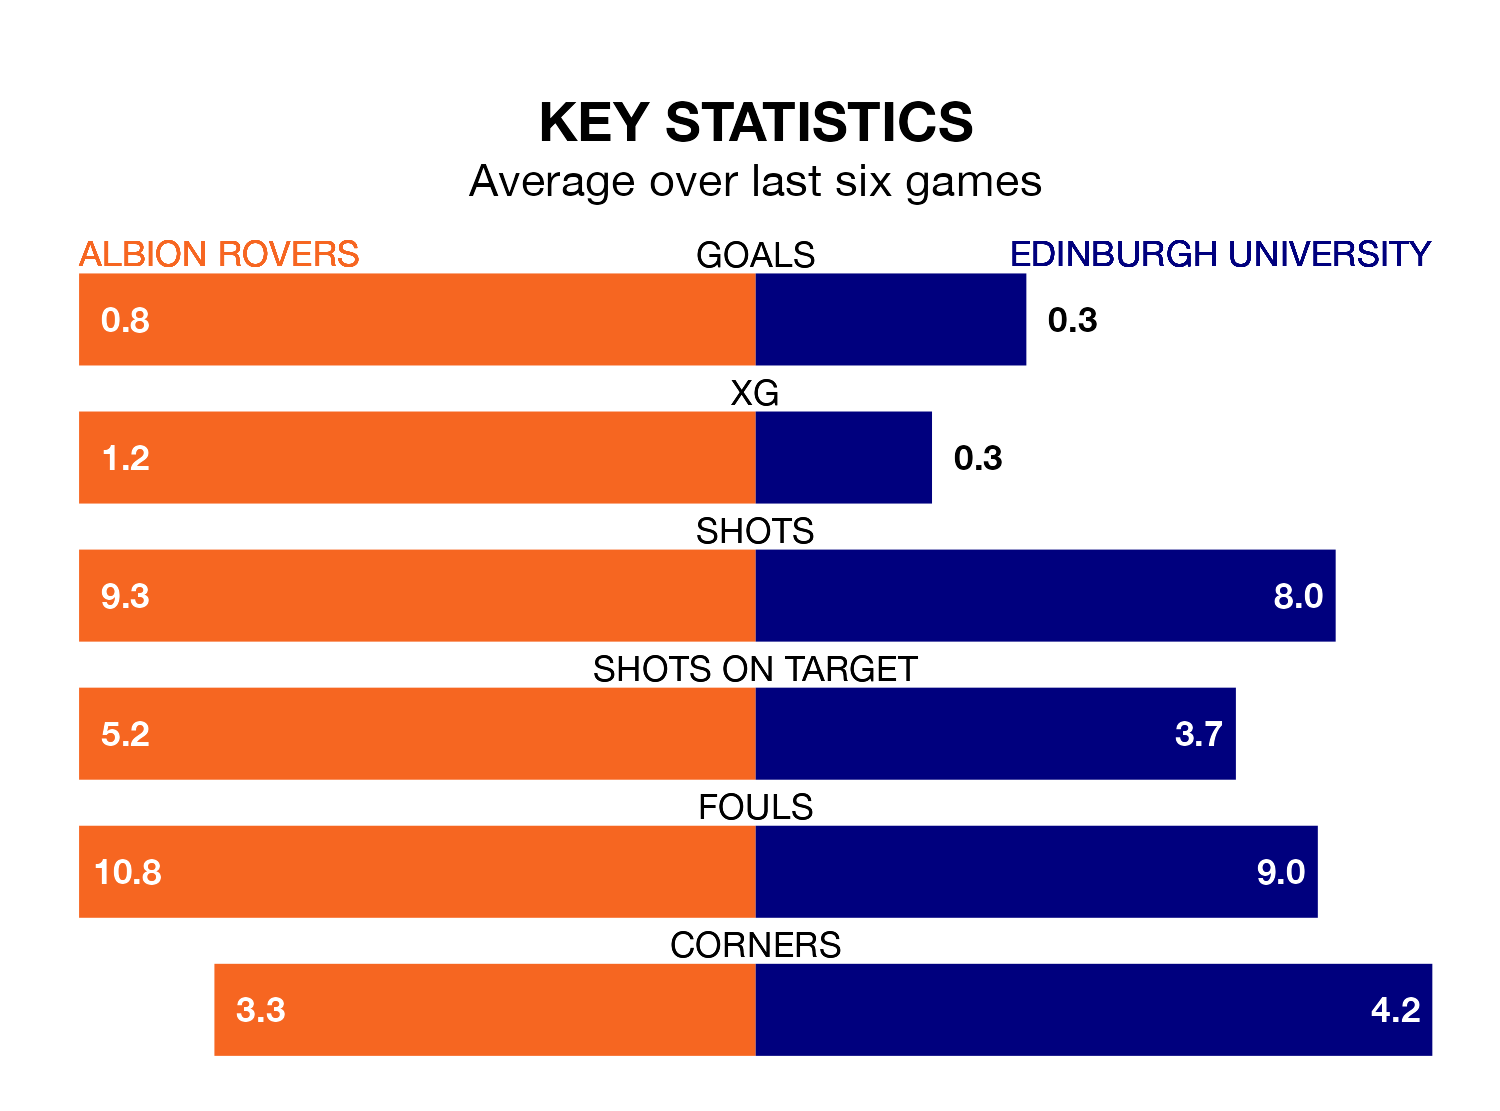 KEY STATISTICS
Average over last six games
ALBION ROVERS GOALS EDINBURGH UNIVERSITY
0.8 0.3
XG
1.2 0.3
SHOTS
9.3 8.0
SHOTS ON TARGET
5.2 3.7
FOULS
10.8 9.0
CORNERS
3.3 4.2